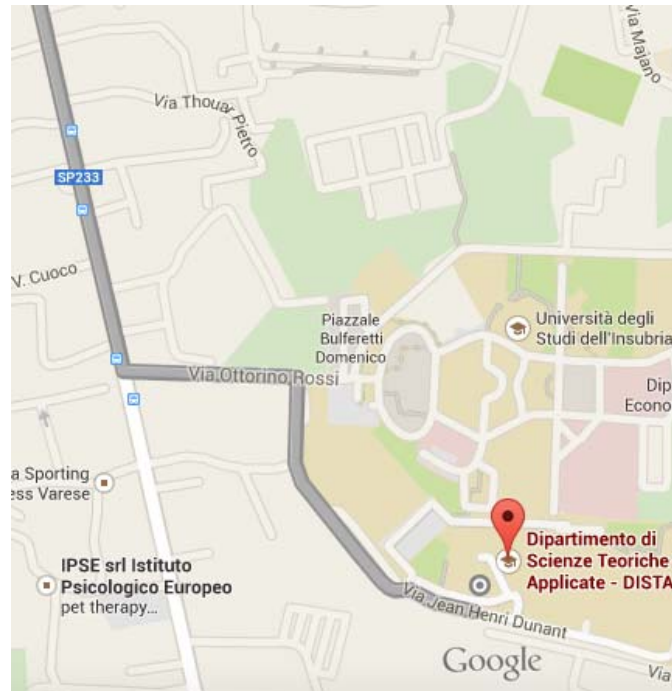 Via Majano
Via Thouar Pietro
SP233
V. Cuoco
Piazzale
Bulferetti
Domenico
Università degli
Studi dell'Insubria
Via Ottorino Rossi
Dip
Econo
a Sporting
ess Varese
Dipartimento di
Scienze Teoriche
Applicate - DISTA
IPSE srl Istituto
Psicologico Europeo
pet therapy...
Via Jean Henri Dunant
Google
Via